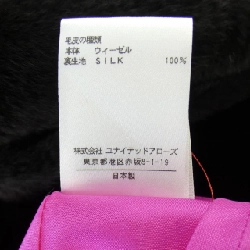 毛皮の種類
本体 ウィーゼル
裏生地 SILK 100%
株式会社 ユナイテッドアローズ
東京都港区赤坂8-1-19
日本製